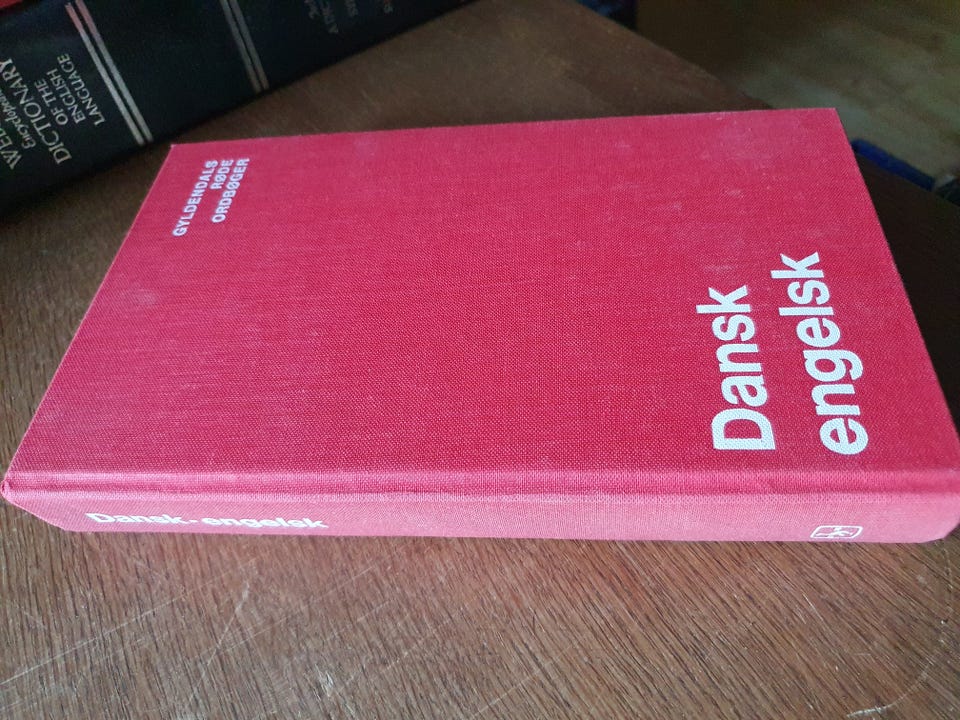 GYLDENDALS
RØDE
ORDBØGER
Dansk
engelsk
Dansk-engelsk
DICTIONARY
OF THE
ENGLISH
LANGUAGE